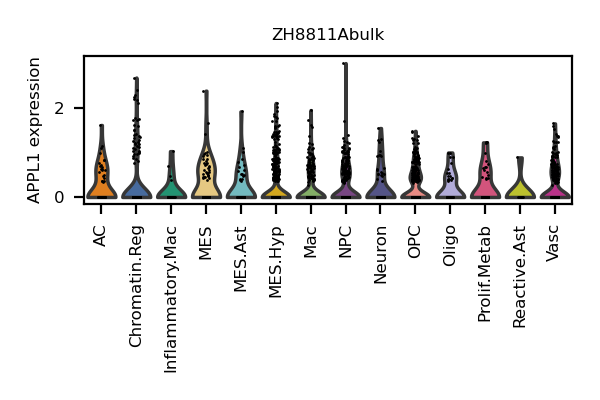 ZH8811Abulk
APPL1 expression
2
0
AC
Chromatin.Reg
Inflammatory.Mac
MES
MES.Ast
MES.Hyp
Mac
NPC
Neuron
OPC
Oligo
Prolif.Metab
Reactive.Ast
Vasc